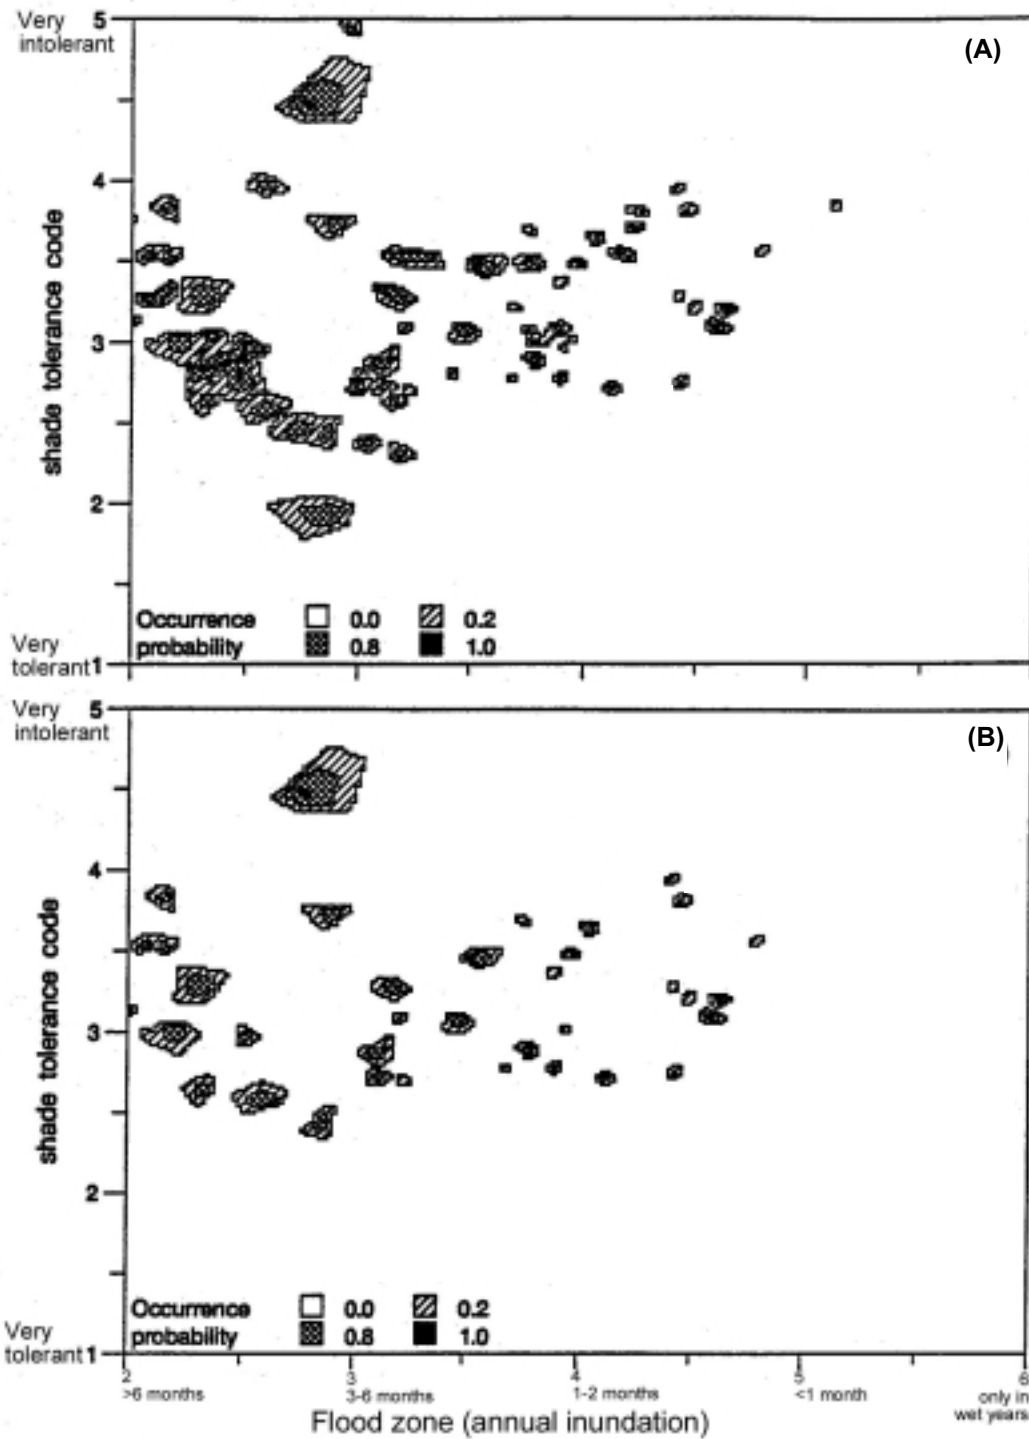 Very
intolerant
5
(A)
4
shade tolerance code
3
2
Occurrence 0.0 0.2
probability 0.8 1.0
Very
tolerant 1
Very
intolerant
5
(B)
4
shade tolerance code
3
2
Occurrence 0.0 0.2
probability 0.8 1.0
Very
tolerant 1
2 3 4 5 6
>6 months 3-6 months 1-2 months <1 month only in
wet years
Flood zone (annual inundation)